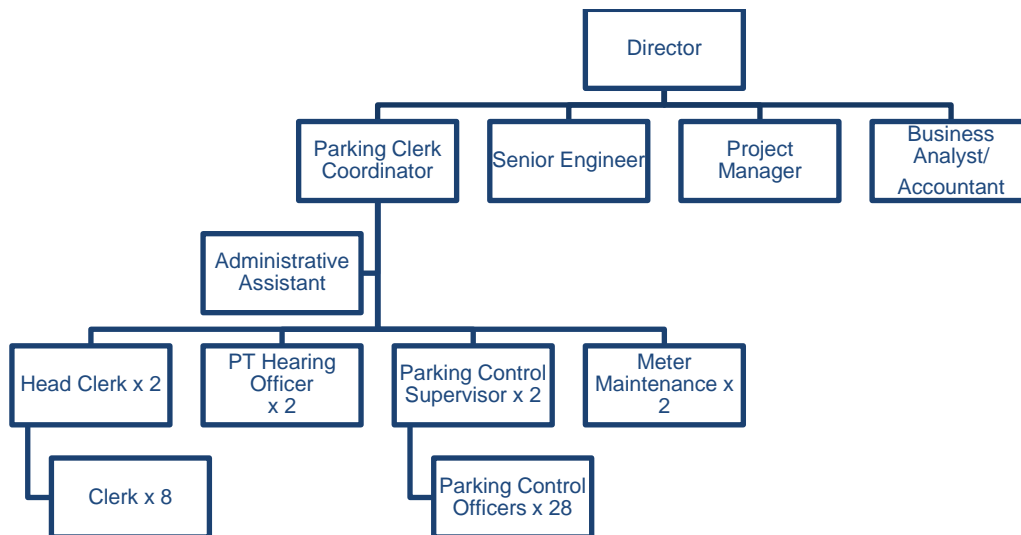 Director
Parking Clerk
Coordinator
Senior Engineer
Project
Manager
Business
Analyst/
Accountant
Administrative
Assistant
Head Clerk x 2
PT Hearing
Officer
x 2
Parking Control
Supervisor x 2
Meter
Maintenance x
2
Clerk x 8
Parking Control
Officers x 28